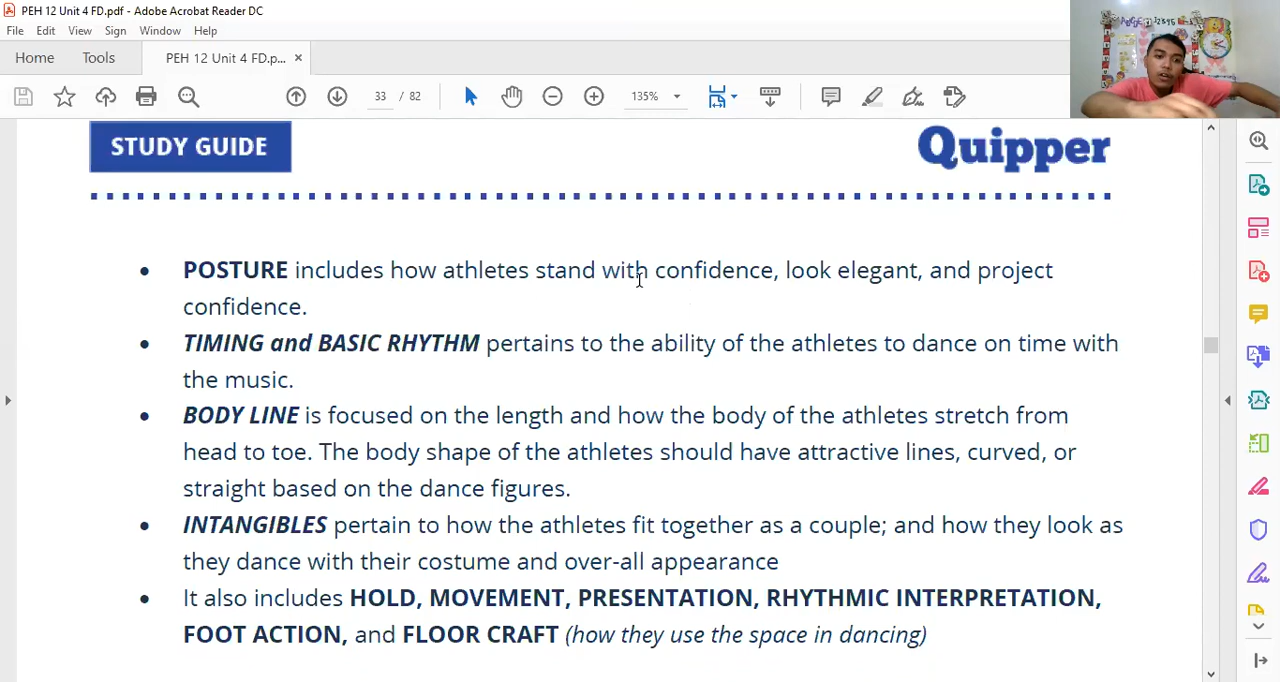 PEH 12 Unit 4 FD.pdf - Adobe Acrobat Reader DC
File Edit View Sign Window Help
Home Tools PEH 12 Unit 4 FD.p... ×
33 / 82 135%
STUDY GUIDE Quipper
• POSTURE includes how athletes stand with confidence, look elegant, and project
confidence.
• TIMING and BASIC RHYTHM pertains to the ability of the athletes to dance on time with
the music.
• BODY LINE is focused on the length and how the body of the athletes stretch from
head to toe. The body shape of the athletes should have attractive lines, curved, or
straight based on the dance figures.
• INTANGIBLES pertain to how the athletes fit together as a couple; and how they look as
they dance with their costume and over-all appearance
• It also includes HOLD, MOVEMENT, PRESENTATION, RHYTHMIC INTERPRETATION,
FOOT ACTION, and FLOOR CRAFT (how they use the space in dancing)